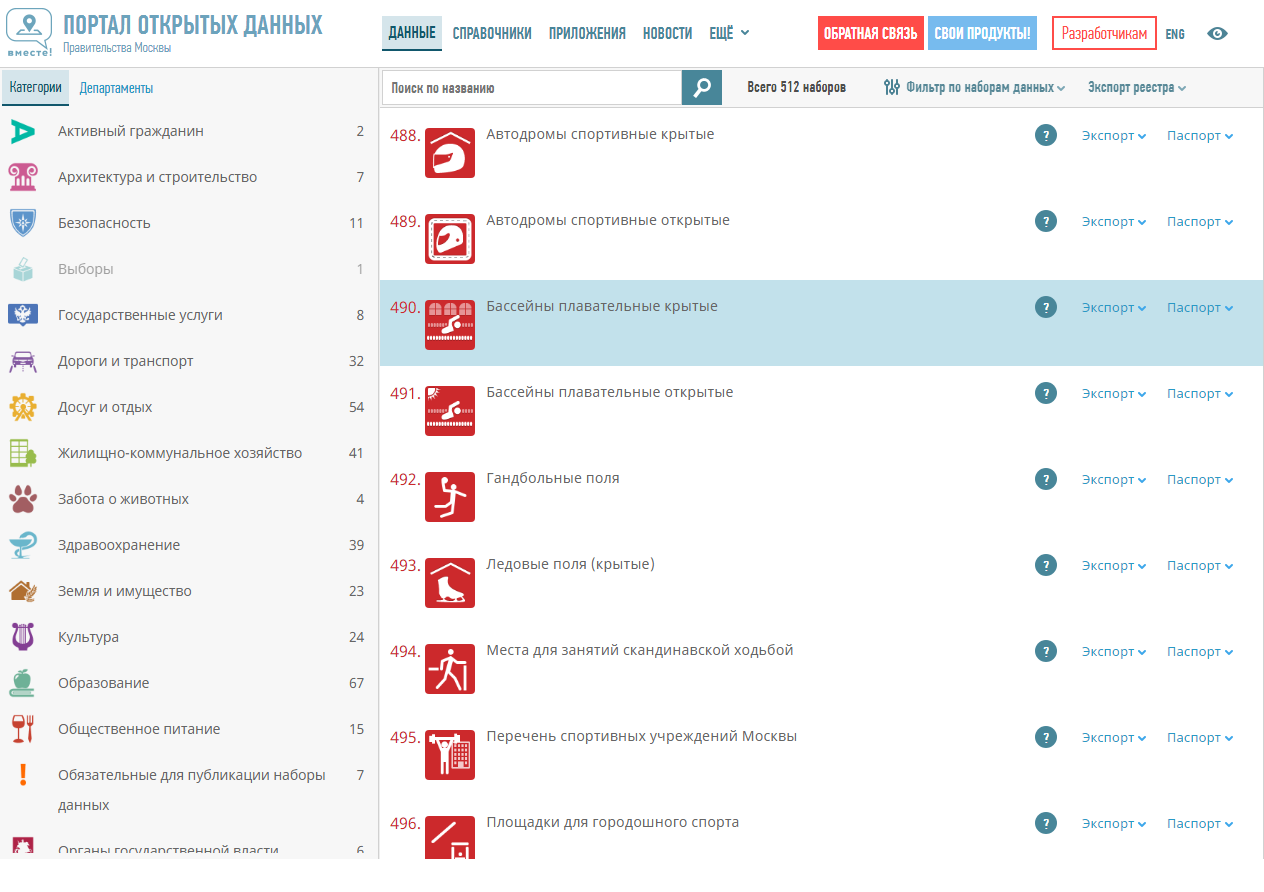 вместе!
ПОРТАЛ ОТКРЫТЫХ ДАННЫХ
Правительства Москвы
ДАННЫЕ СПРАВОЧНИКИ ПРИЛОЖЕНИЯ НОВОСТИ ЕЩЁ
ОБРАТНАЯ СВЯЗЬ СВОИ ПРОДУКТЫ! Разработчикам ENG
Категории Департаменты
Активный гражданин 2
Архитектура и строительство 7
Безопасность 11
Выборы 1
Государственные услуги 8
Дороги и транспорт 32
Досуг и отдых 54
Жилищно-коммунальное хозяйство 41
Забота о животных 4
Здравоохранение 39
Земля и имущество 23
Культура 24
Образование 67
Общественное питание 15
Обязательные для публикации наборы 7
данных
Органы государственной власти 6
Поиск по названию Всего 512 наборов Фильтр по наборам данных Экспорт реестра
488. Автодромы спортивные крытые ? Экспорт Паспорт
489. Автодромы спортивные открытые ? Экспорт Паспорт
490. Бассейны плавательные крытые ? Экспорт Паспорт
491. Бассейны плавательные открытые ? Экспорт Паспорт
492. Гандбольные поля ? Экспорт Паспорт
493. Ледовые поля (крытые) ? Экспорт Паспорт
494. Места для занятий скандинавской ходьбой ? Экспорт Паспорт
495. Перечень спортивных учреждений Москвы ? Экспорт Паспорт
496. Площадки для городошного спорта ? Экспорт Паспорт